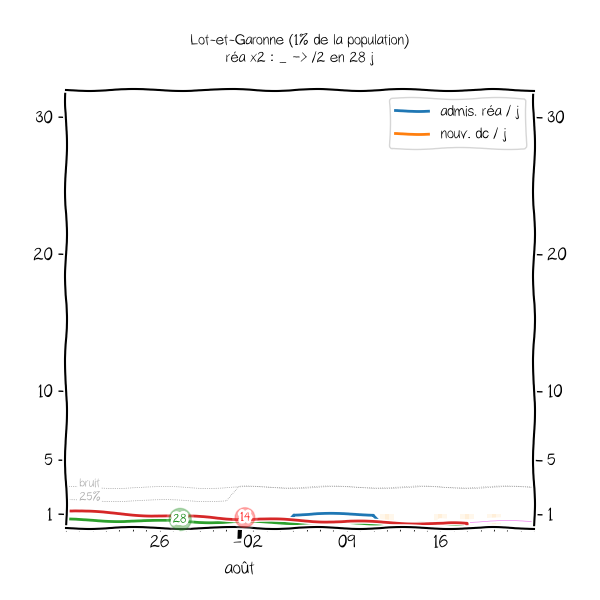 Lot-et-Garonne (1% de la population)
réa x2 : _ -> /2 en 28 j
admis. réa / j
nouv. dc / j
30
30
20
20
10
10
5
5
bruit
25%
1
28
14
1
26
02
09
16
août